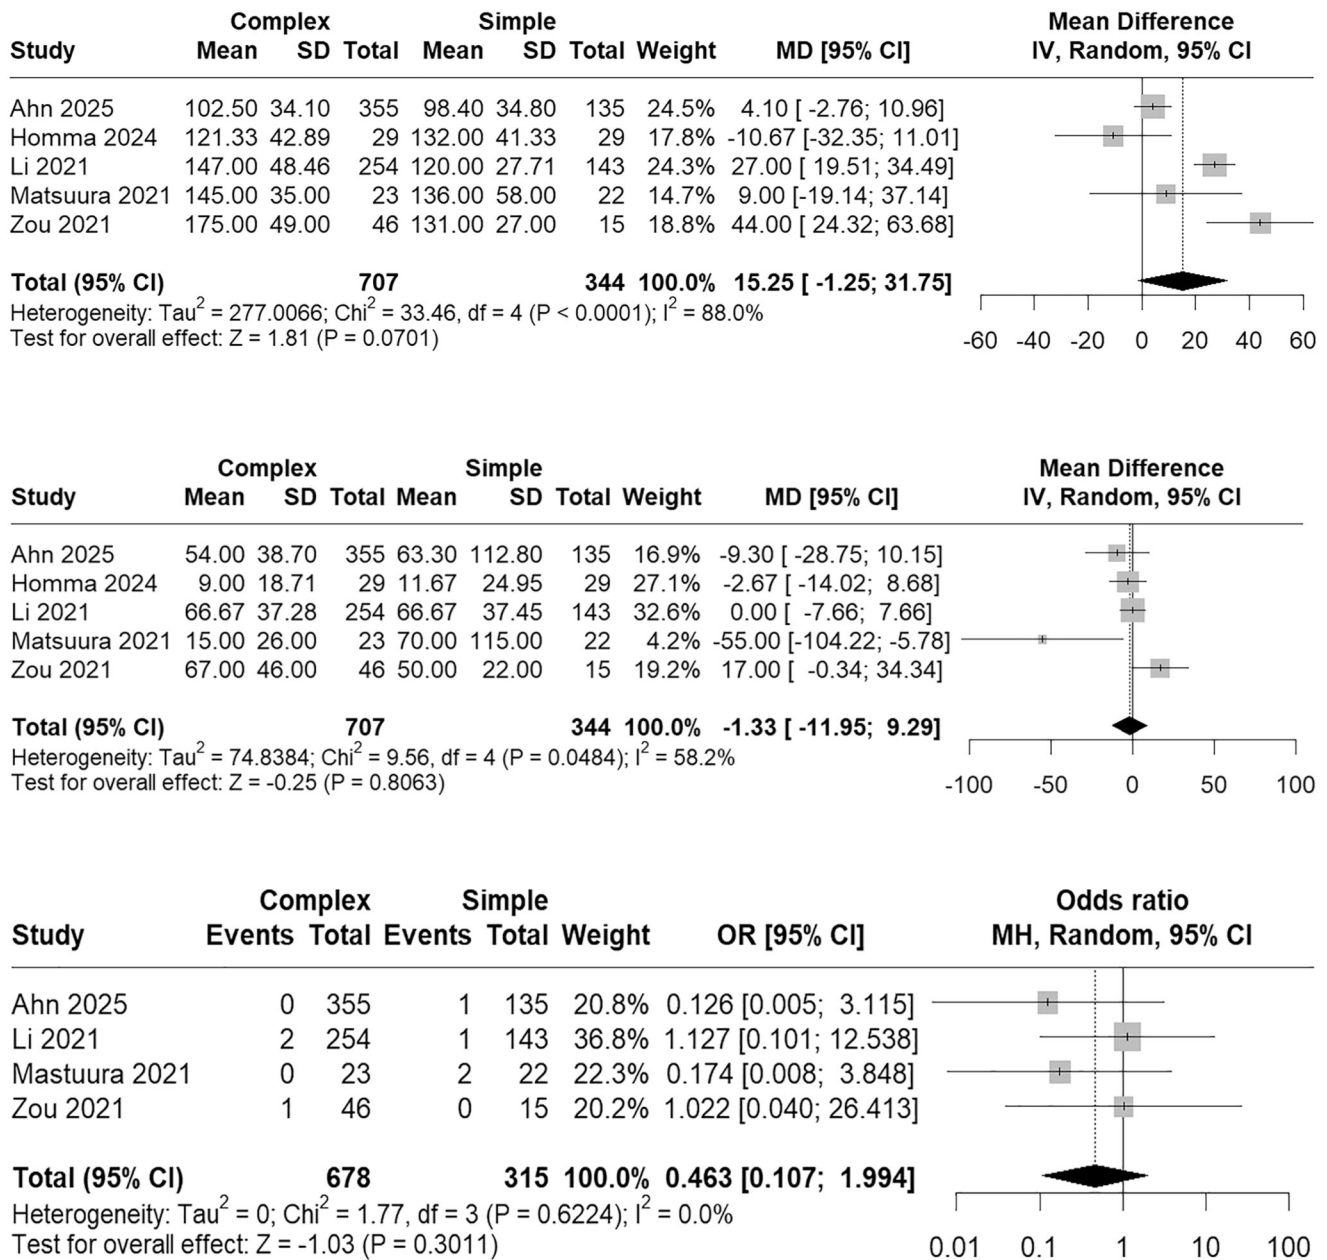 Complex Simple Mean Difference
Study Mean SD Total Mean SD Total Weight MD [95% CI] IV, Random, 95% CI
Ahn 2025 102.50 34.10 355 98.40 34.80 135 24.5% 4.10 [ -2.76; 10.96]
Homma 2024 121.33 42.89 29 132.00 41.33 29 17.8% -10.67 [-32.35; 11.01]
Li 2021 147.00 48.46 254 120.00 27.71 143 24.3% 27.00 [ 19.51; 34.49]
Matsuura 2021 145.00 35.00 23 136.00 58.00 22 14.7% 9.00 [-19.14; 37.14]
Zou 2021 175.00 49.00 46 131.00 27.00 15 18.8% 44.00 [ 24.32; 63.68]
Total (95% CI) 707 344 100.0% 15.25 [ -1.25; 31.75]
Heterogeneity: Tau² = 277.0066; Chi² = 33.46, df = 4 (P < 0.0001); I² = 88.0%
Test for overall effect: Z = 1.81 (P = 0.0701)
-60 -40 -20 0 20 40 60
Complex Simple Mean Difference
Study Mean SD Total Mean SD Total Weight MD [95% CI] IV, Random, 95% CI
Ahn 2025 54.00 38.70 355 63.30 112.80 135 16.9% -9.30 [ -28.75; 10.15]
Homma 2024 9.00 18.71 29 11.67 24.95 29 27.1% -2.67 [ -14.02; 8.68]
Li 2021 66.67 37.28 254 66.67 37.45 143 32.6% 0.00 [ -7.66; 7.66]
Matsuura 2021 15.00 26.00 23 70.00 115.00 22 4.2% -55.00 [-104.22; -5.78]
Zou 2021 67.00 46.00 46 50.00 22.00 15 19.2% 17.00 [ -0.34; 34.34]
Total (95% CI) 707 344 100.0% -1.33 [ -11.95; 9.29]
Heterogeneity: Tau² = 74.8384; Chi² = 9.56, df = 4 (P = 0.0484); I² = 58.2%
Test for overall effect: Z = -0.25 (P = 0.8063)
-100 -50 0 50 100
Complex Simple Odds ratio
Study Events Total Events Total Weight OR [95% CI] MH, Random, 95% CI
Ahn 2025 0 355 1 135 20.8% 0.126 [0.005; 3.115]
Li 2021 2 254 1 143 36.8% 1.127 [0.101; 12.538]
Mastuura 2021 0 23 2 22 22.3% 0.174 [0.008; 3.848]
Zou 2021 1 46 0 15 20.2% 1.022 [0.040; 26.413]
Total (95% CI) 678 315 100.0% 0.463 [0.107; 1.994]
Heterogeneity: Tau² = 0; Chi² = 1.77, df = 3 (P = 0.6224); I² = 0.0%
Test for overall effect: Z = -1.03 (P = 0.3011)
0.01 0.1 1 10 100